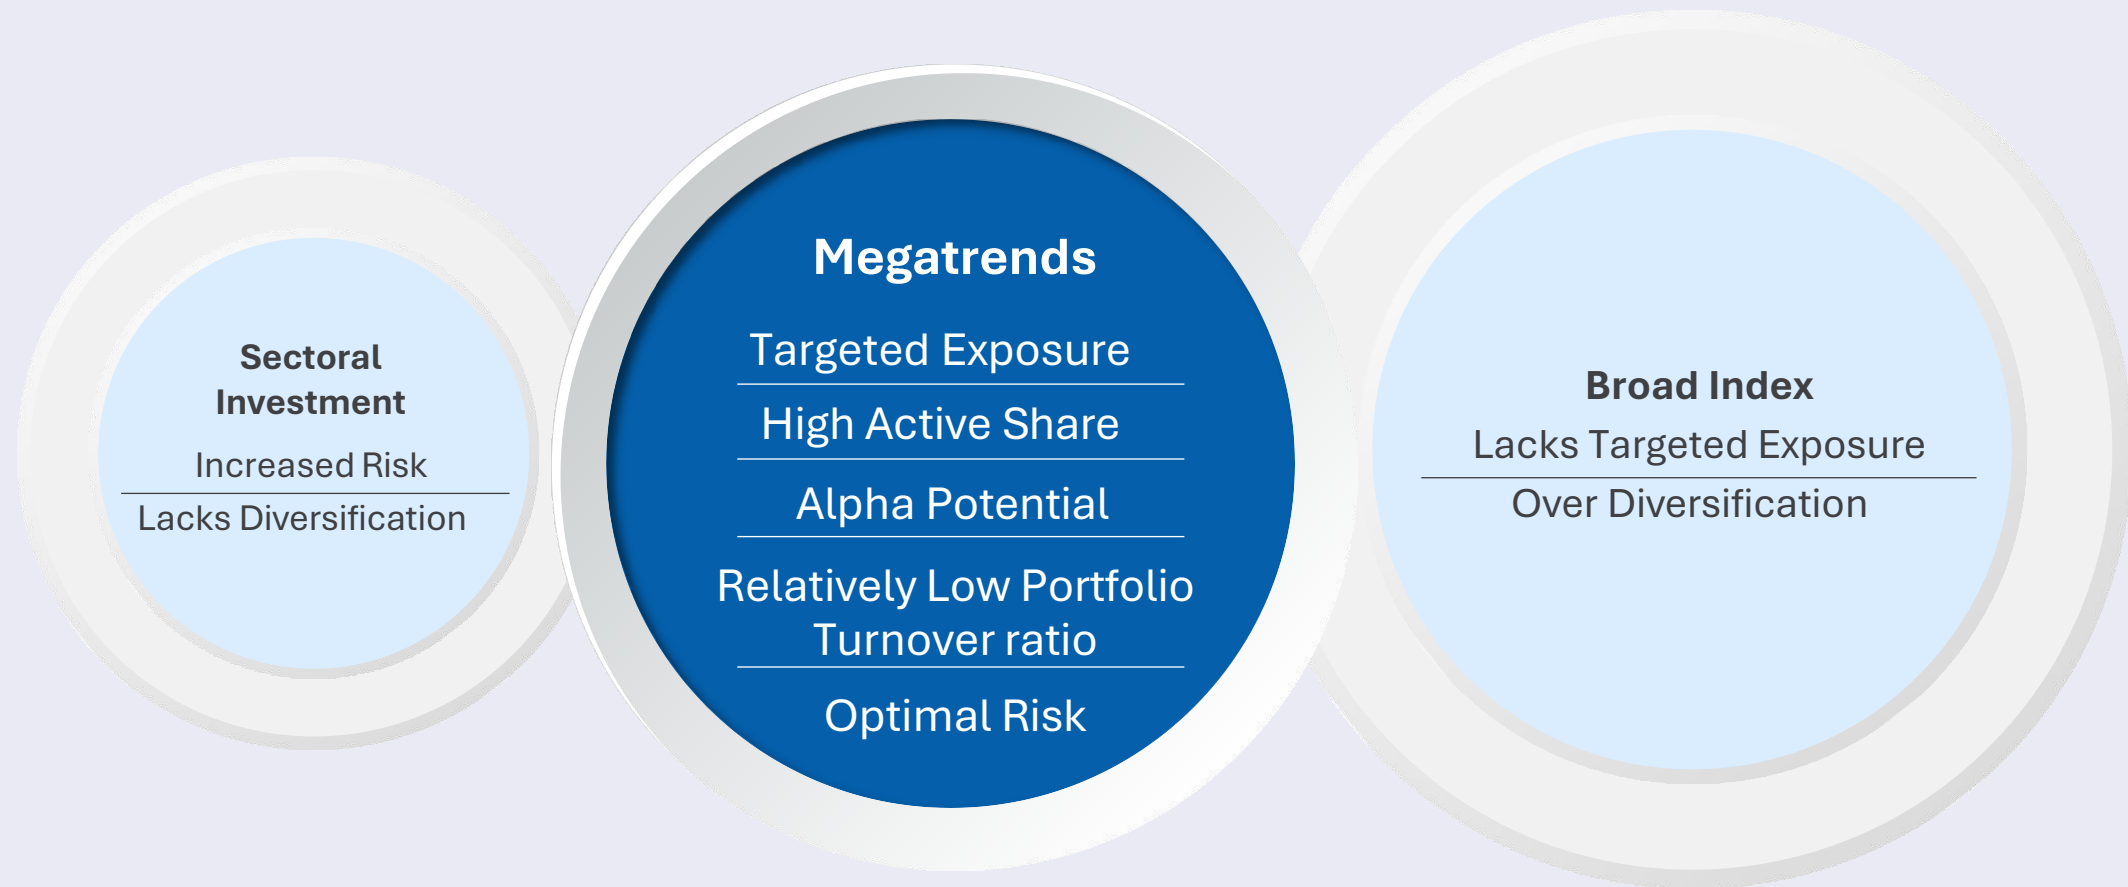 Sectoral
Investment
Increased Risk
Lacks Diversification
Megatrends
Targeted Exposure
High Active Share
Alpha Potential
Relatively Low Portfolio
Turnover ratio
Optimal Risk
Broad Index
Lacks Targeted Exposure
Over Diversification